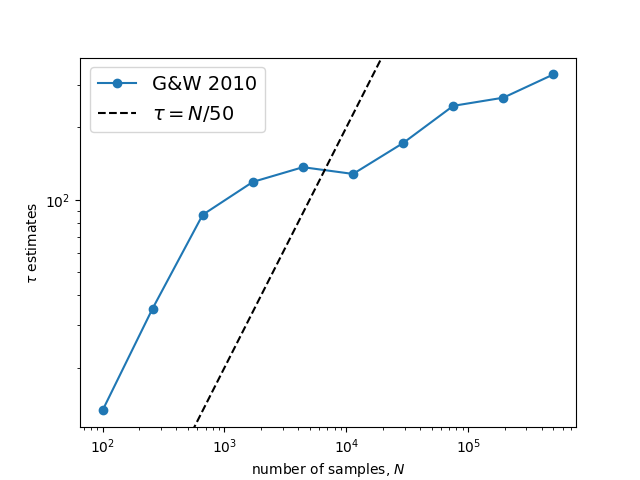 G&W 2010
τ = N/50
10²
τ estimates
10² 10³ 10⁴ 10⁵
number of samples, N